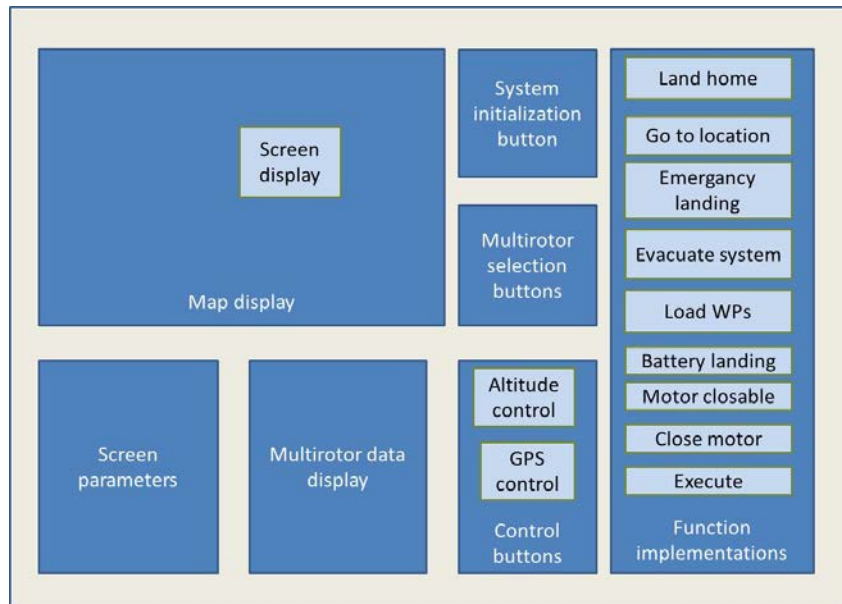 Screen
display
Map display
System
initialization
button
Multirotor
selection
buttons
Screen
parameters
Multirotor data
display
Altitude
control
GPS
control
Control
buttons
Land home
Go to location
Emergancy
landing
Evacuate system
Load WPs
Battery landing
Motor closable
Close motor
Execute
Function
implementations